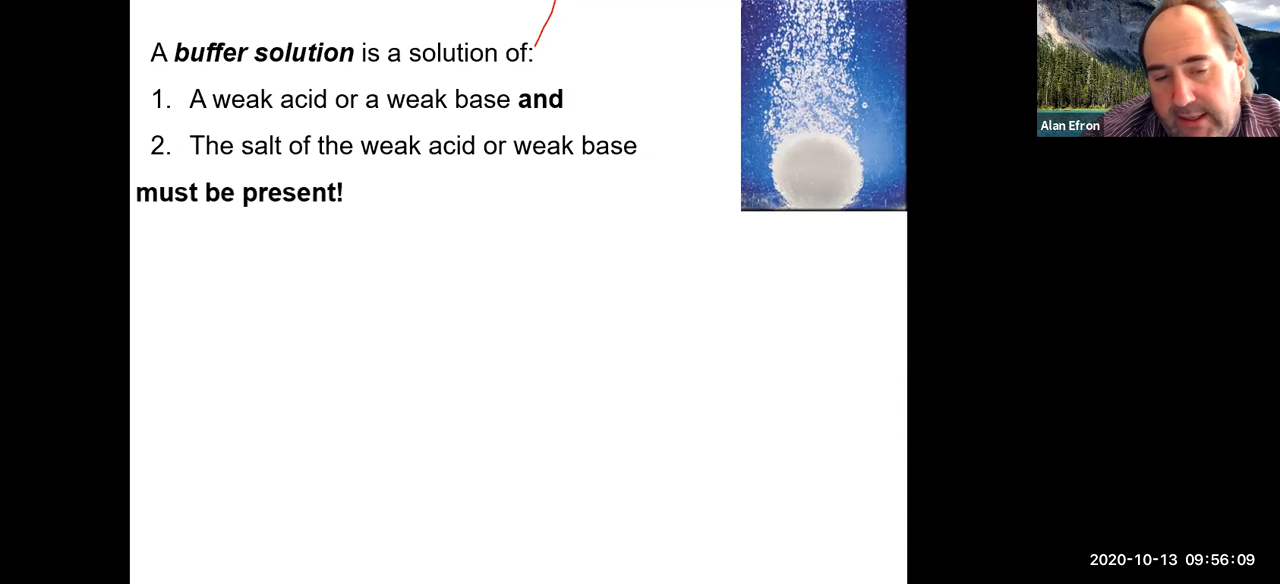 A buffer solution is a solution of:
1. A weak acid or a weak base and
2. The salt of the weak acid or weak base
must be present!
Alan Efron
2020-10-13 09:56:09